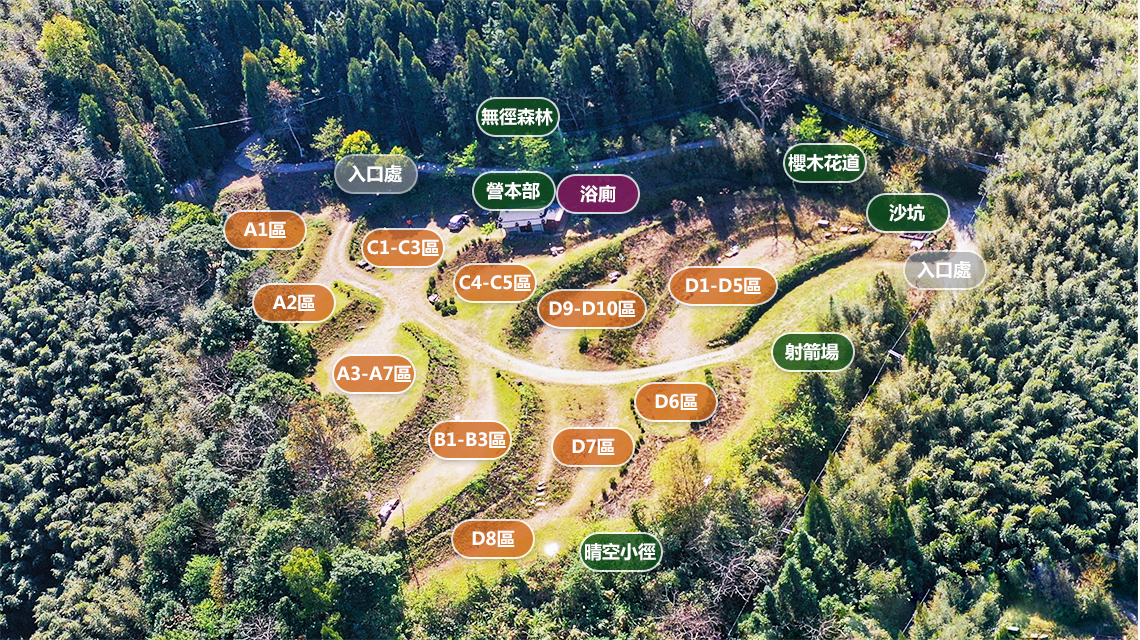 無徑森林
櫻木花道
入口處
營本部
浴廁
沙坑
A1區
C1-C3區
入口處
C4-C5區
D1-D5區
A2區
D9-D10區
射箭場
A3-A7區
D6區
B1-B3區
D7區
D8區
晴空小徑